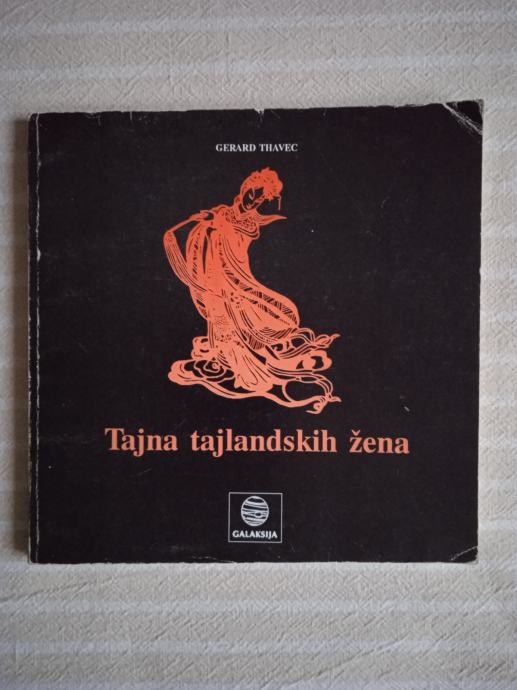 GERARD THAVEC
Tajna tajlandskih žena
GALAKSIJA